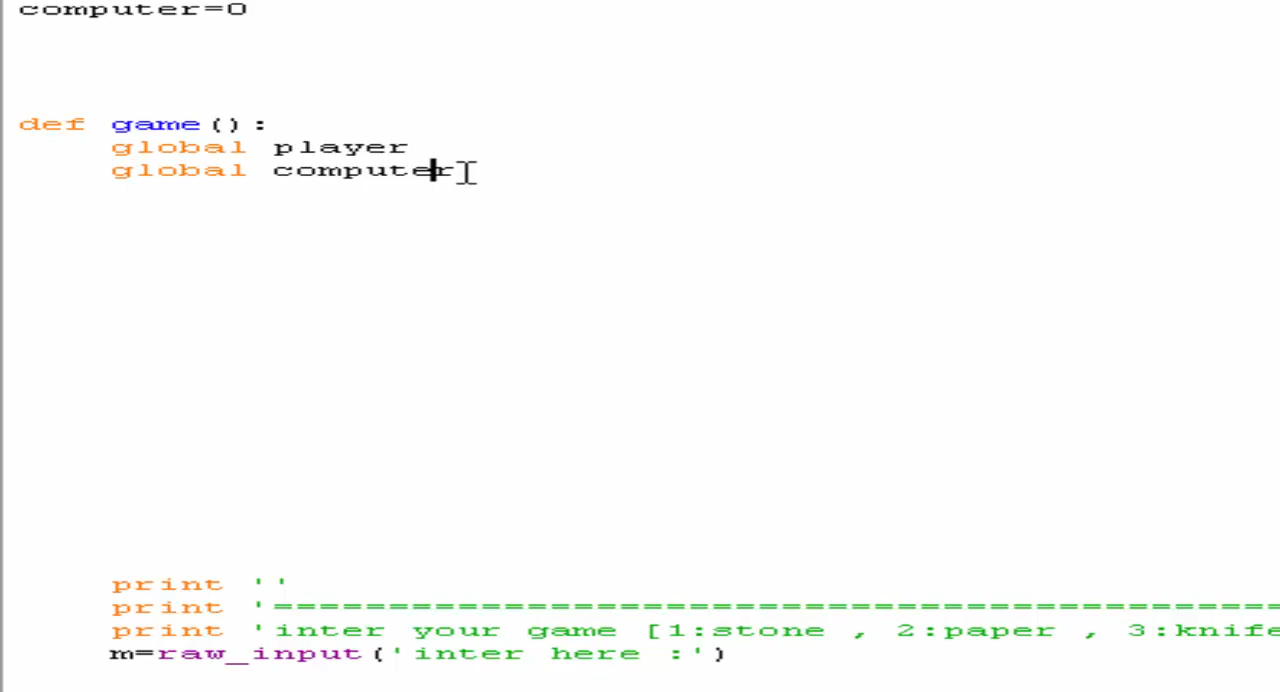 computer=0
def game():
global player
global computer
print ''
print '==========================================
print 'inter your game [1:stone , 2:paper , 3:knife
m=raw_input('inter here :')